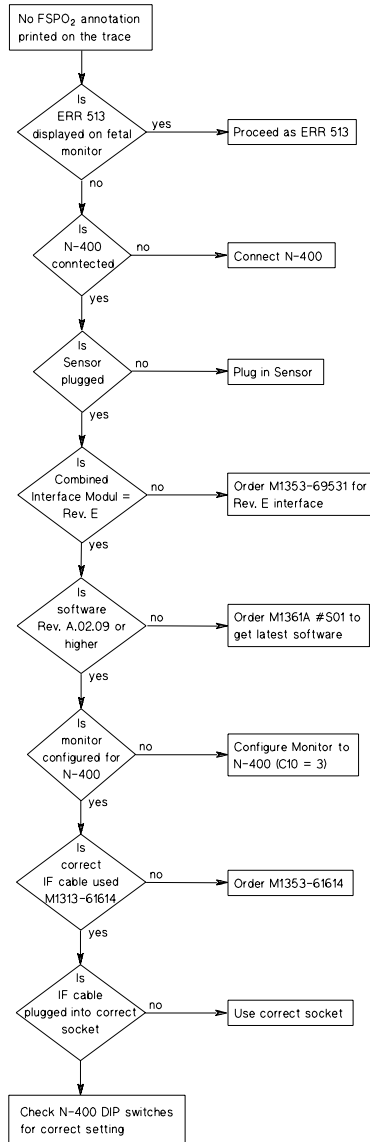 No FSPO₂ annotation
printed on the trace
Is
ERR 513
displayed on fetal
monitor
yes
Proceed as ERR 513
no
Is
N-400
conntected
no
Connect N-400
yes
Is
Sensor
plugged
no
Plug in Sensor
yes
Is
Combined
Interface Modul =
Rev. E
no
Order M1353-69531 for
Rev. E interface
yes
Is
software
Rev. A.02.09 or
higher
no
Order M1361A #S01 to
get latest software
yes
Is
monitor
configured for
N-400
no
Configure Monitor to
N-400 (C10 = 3)
yes
Is
correct
IF cable used
M1313-61614
no
Order M1353-61614
yes
Is
IF cable
plugged into correct
socket
no
Use correct socket
Check N-400 DIP switches
for correct setting